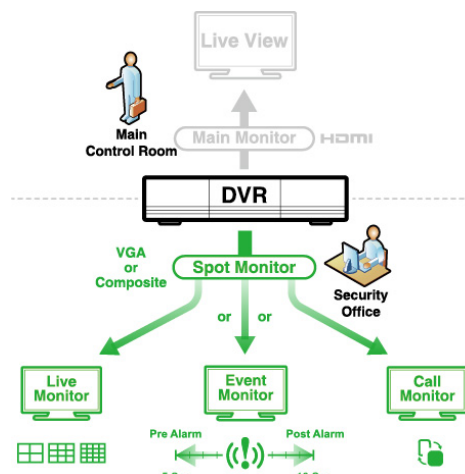 Live View
Main
Control Room
Main Monitor
HDMI
DVR
VGA
or
Composite
Spot Monitor
Security
Office
or or
Live
Monitor
Event
Monitor
Call
Monitor
Pre Alarm
Post Alarm